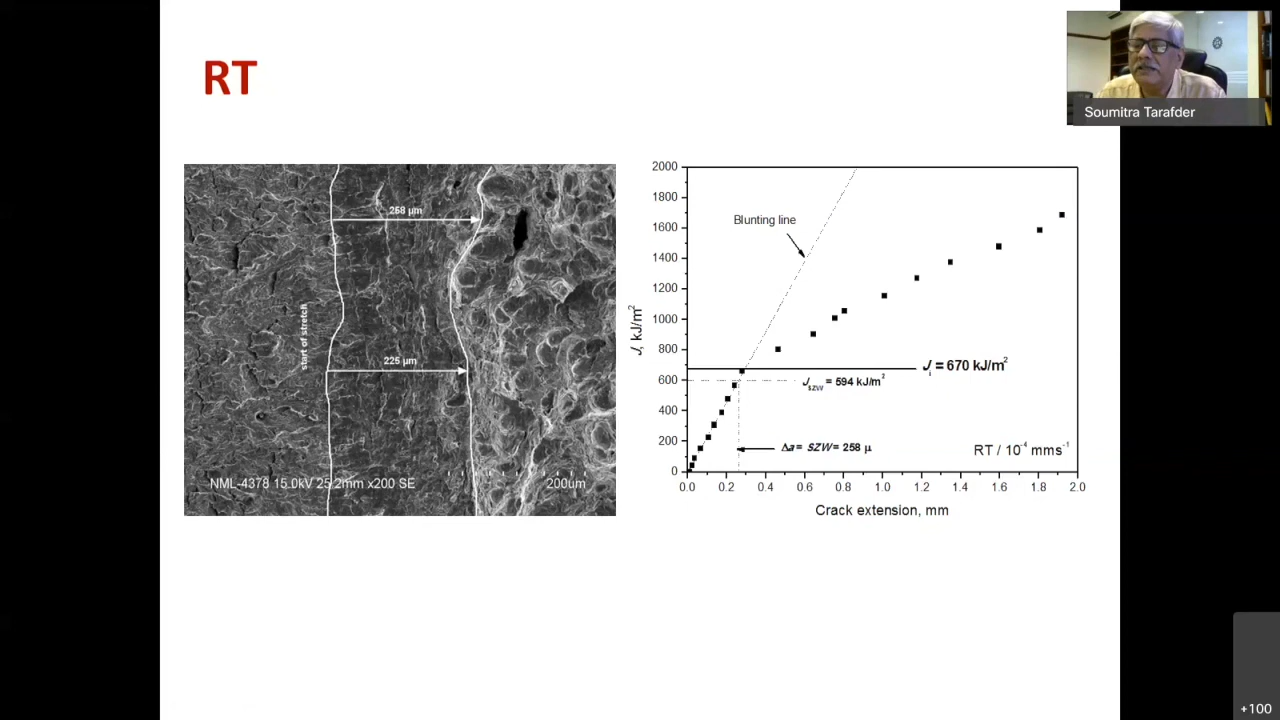 RT
Soumitra Tarafder
258 µm
start of stretch
225 µm
NML-4378 15.0kV 25.2mm x200 SE
200um
2000
1800
1600
1400
1200
1000
800
600
400
200
0
J, kJ/m²
Blunting line
Jᵢ = 670 kJ/m²
J_SZW = 594 kJ/m²
Δa = SZW = 258 µ
RT / 10⁻⁴ mms⁻¹
0.0 0.2 0.4 0.6 0.8 1.0 1.2 1.4 1.6 1.8 2.0
Crack extension, mm
+100